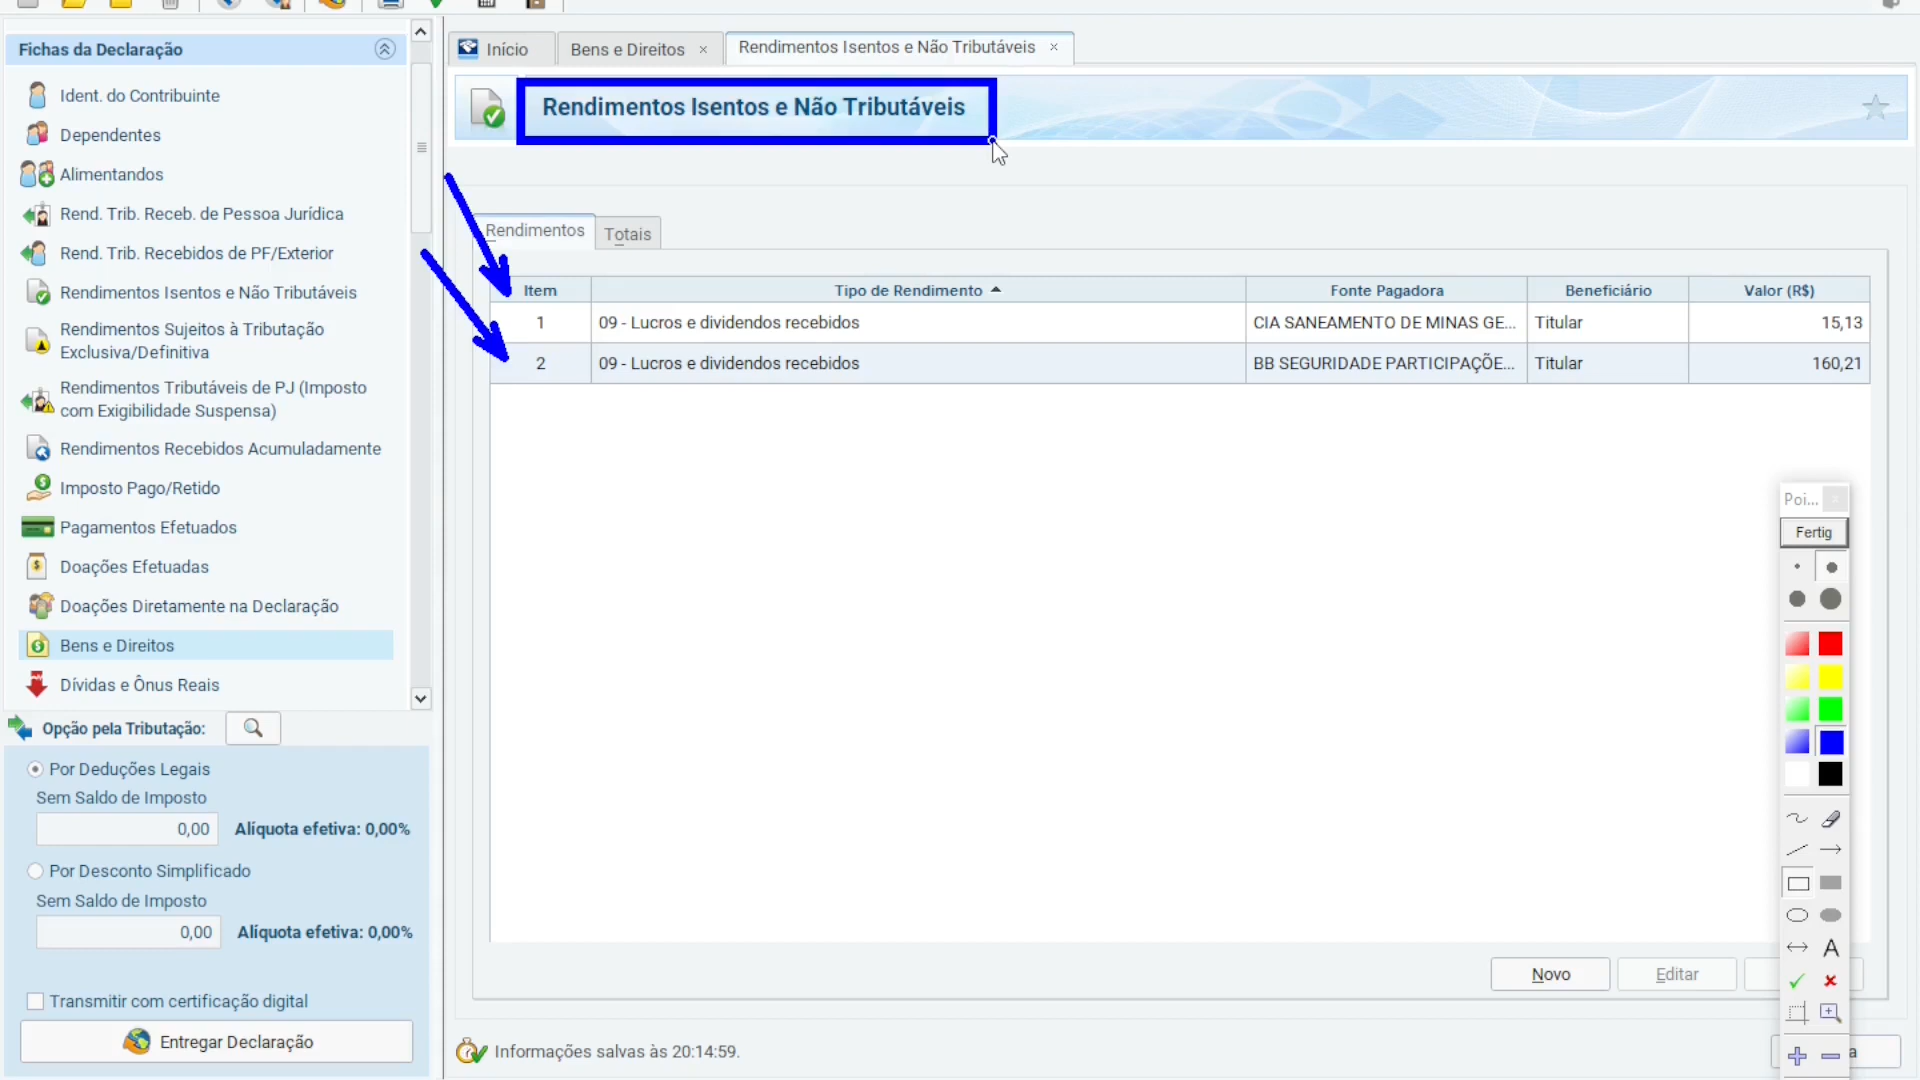 Fichas da Declaração
Ident. do Contribuinte
Dependentes
Alimentandos
Rend. Trib. Receb. de Pessoa Jurídica
Rend. Trib. Recebidos de PF/Exterior
Rendimentos Isentos e Não Tributáveis
Rendimentos Sujeitos à Tributação
Exclusiva/Definitiva
Rendimentos Tributáveis de PJ (Imposto
com Exigibilidade Suspensa)
Rendimentos Recebidos Acumuladamente
Imposto Pago/Retido
Pagamentos Efetuados
Doações Efetuadas
Doações Diretamente na Declaração
Bens e Direitos
Dívidas e Ônus Reais
Opção pela Tributação:
Por Deduções Legais
Sem Saldo de Imposto
0,00 Alíquota efetiva: 0,00%
Por Desconto Simplificado
Sem Saldo de Imposto
0,00 Alíquota efetiva: 0,00%
Transmitir com certificação digital
Entregar Declaração
Início Bens e Direitos × Rendimentos Isentos e Não Tributáveis ×
Rendimentos Isentos e Não Tributáveis
Rendimentos Totais
Item Tipo de Rendimento Fonte Pagadora Beneficiário Valor (R$)
1 09 - Lucros e dividendos recebidos CIA SANEAMENTO DE MINAS GE... Titular 15,13
2 09 - Lucros e dividendos recebidos BB SEGURIDADE PARTICIPAÇÕE... Titular 160,21
Novo Editar
Informações salvas às 20:14:59.
Poi...
Fertig
A
a